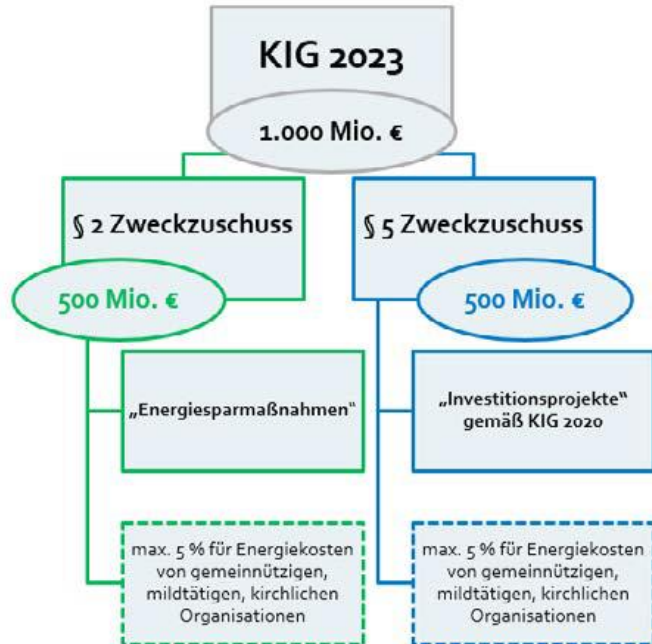 KIG 2023
1.000 Mio. €
§ 2 Zweckzuschuss
500 Mio. €
„Energiesparmaßnahmen“
max. 5 % für Energiekosten
von gemeinnützigen,
mildtätigen, kirchlichen
Organisationen
§ 5 Zweckzuschuss
500 Mio. €
„Investitionsprojekte“
gemäß KIG 2020
max. 5 % für Energiekosten
von gemeinnützigen,
mildtätigen, kirchlichen
Organisationen